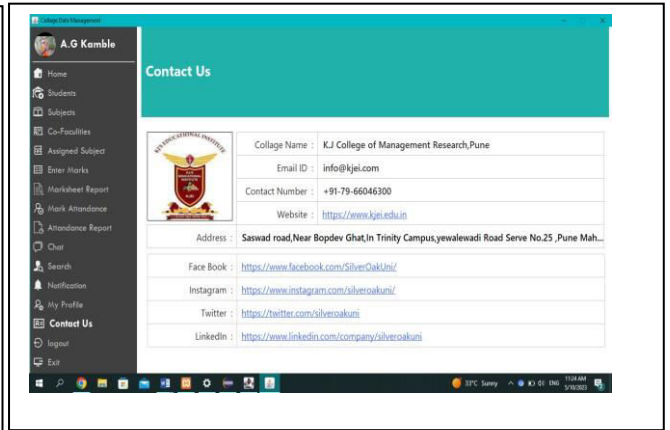 Collage Data Management
A.G Kamble
Home
Students
Subjects
Co-Faculities
Assigned Subject
Enter Marks
Marksheet Report
Mark Attandance
Attandance Report
Chat
Search
Notification
My Profile
Contact Us
logout
Exit
Contact Us
Collage Name : K.J College of Management Research,Pune
Email ID : info@kjei.com
Contact Number : +91-79-66046300
Website : https://www.kjei.edu.in
Address : Saswad road,Near Bopdev Ghat,In Trinity Campus,yewalewadi Road Serve No.25 ,Pune Mah...
Face Book : https://www.facebook.com/SilverOakUni/
Instagram : https://www.instagram.com/silveroakuni/
Twitter : https://twitter.com/silveroakuni
LinkedIn : https://www.linkedin.com/company/silveroakuni
33°C Sunny
ENG
11:24 AM
5/10/2023